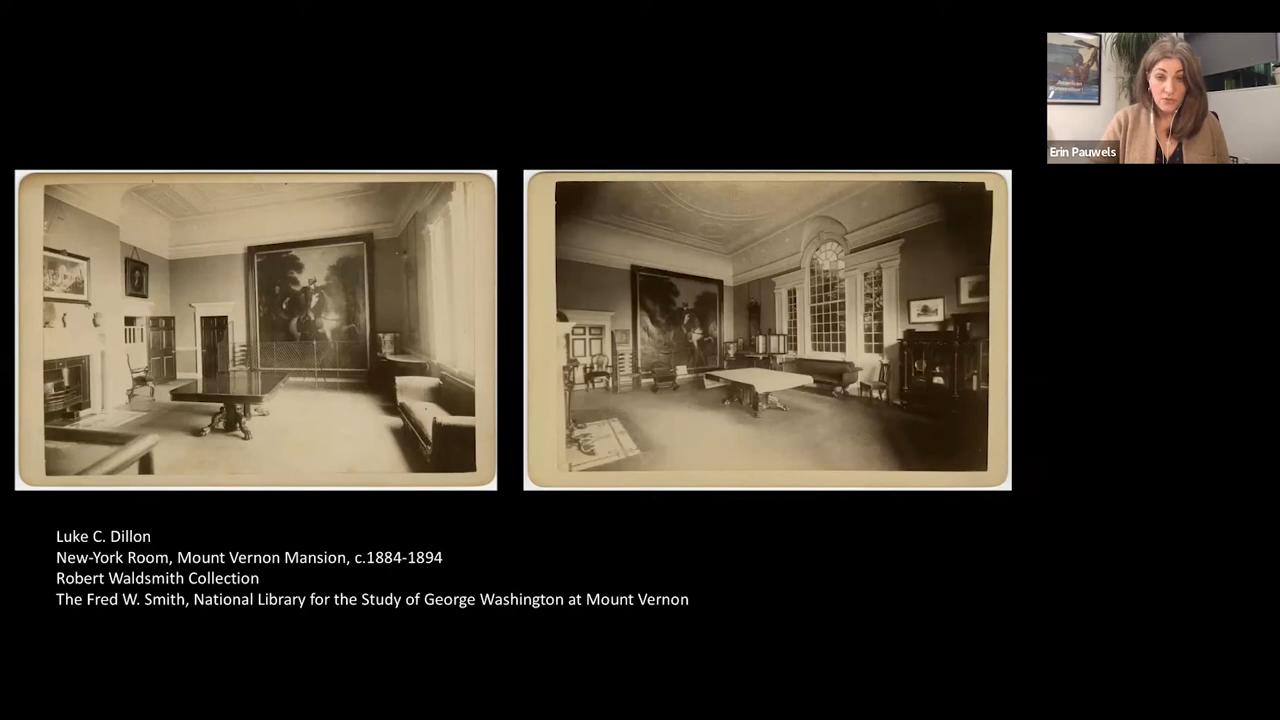 Erin Pauwels
Luke C. Dillon
New-York Room, Mount Vernon Mansion, c.1884-1894
Robert Waldsmith Collection
The Fred W. Smith, National Library for the Study of George Washington at Mount Vernon